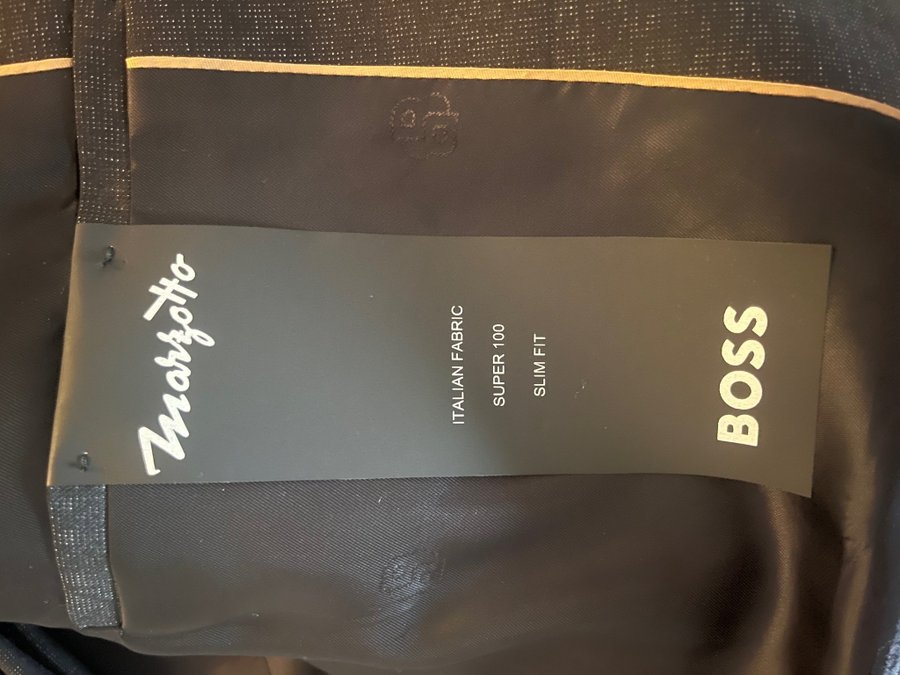 Marzotto
ITALIAN FABRIC
SUPER 100
SLIM FIT
BOSS